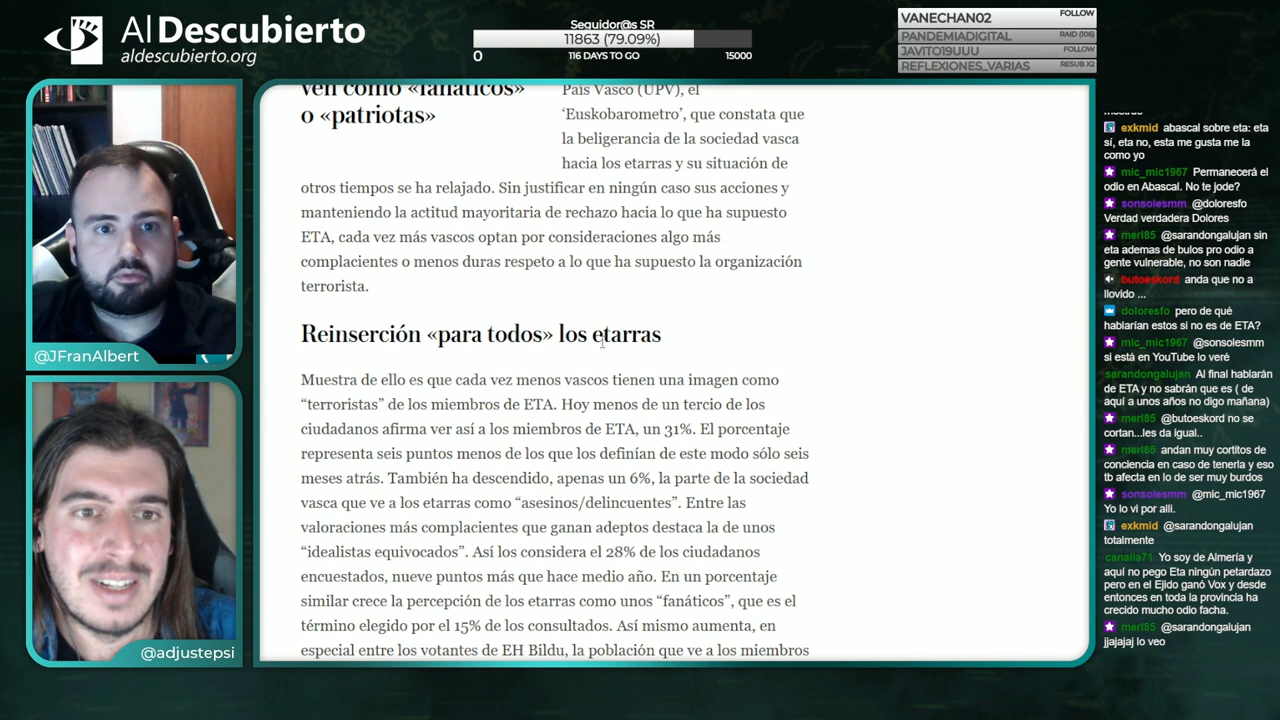 Al Descubierto
aldescubierto.org
Seguidor@s SR
11863 (79.09%)
0
116 DAYS TO GO
15000
VANECHAN02 FOLLOW
PANDEMIADIGITAL RAID (106)
JAVITO19UUU FOLLOW
REFLEXIONES_VARIAS RESUB X2
@JFranAlbert
@adjustepsi
ven como «fanáticos»
o «patriotas»
País Vasco (UPV), el
‘Euskobarometro’, que constata que
la beligerancia de la sociedad vasca
hacia los etarras y su situación de
otros tiempos se ha relajado. Sin justificar en ningún caso sus acciones y
manteniendo la actitud mayoritaria de rechazo hacia lo que ha supuesto
ETA, cada vez más vascos optan por consideraciones algo más
complacientes o menos duras respeto a lo que ha supuesto la organización
terrorista.
Reinserción «para todos» los etarras
Muestra de ello es que cada vez menos vascos tienen una imagen como
“terroristas” de los miembros de ETA. Hoy menos de un tercio de los
ciudadanos afirma ver así a los miembros de ETA, un 31%. El porcentaje
representa seis puntos menos de los que los definían de este modo sólo seis
meses atrás. También ha descendido, apenas un 6%, la parte de la sociedad
vasca que ve a los etarras como “asesinos/delincuentes”. Entre las
valoraciones más complacientes que ganan adeptos destaca la de unos
“idealistas equivocados”. Así los considera el 28% de los ciudadanos
encuestados, nueve puntos más que hace medio año. En un porcentaje
similar crece la percepción de los etarras como unos “fanáticos”, que es el
término elegido por el 15% de los consultados. Así mismo aumenta, en
especial entre los votantes de EH Bildu, la población que ve a los miembros
exkmid abascal sobre eta: eta
sí, eta no, esta me gusta me la
como yo
mic_mic1967 Permanecerá el
odio en Abascal. No te jode?
sonsolesmm @doloresfo
Verdad verdadera Dolores
merl85 @sarandongalujan sin
eta ademas de bulos pro odio a
gente vulnerable, no son nadie
butoeskord anda que no a
llovido ...
doloresfo pero de qué
hablarían estos si no es de ETA?
mic_mic1967 @sonsolesmm
si está en YouTube lo veré
sarandongalujan Al final hablarán
de ETA y no sabrán que es ( de
aquí a unos años no digo mañana)
merl85 @butoeskord no se
cortan...les da igual..
merl85 andan muy cortitos de
conciencia en caso de tenerla y eso
tb afecta en lo de ser muy burdos
sonsolesmm @mic_mic1967
Yo lo vi por alli.
exkmid @sarandongalujan
totalmente
canalla71 Yo soy de Almería y
aquí no pego Eta ningún petardazo
pero en el Ejido ganó Vox y desde
entonces en toda la provincia ha
crecido mucho odio facha.
merl85 @sarandongalujan
jjajajaj lo veo